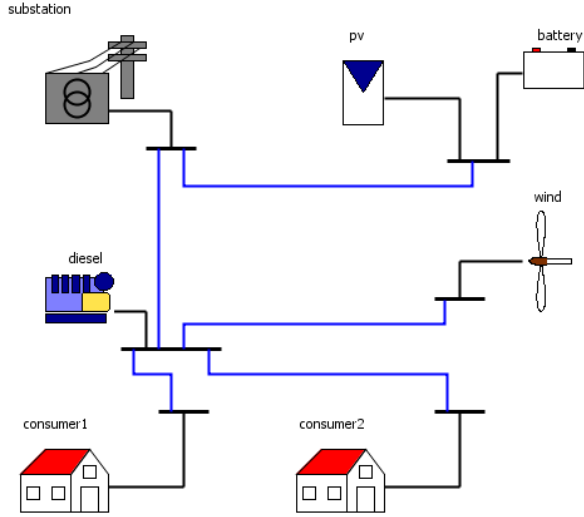 substation
pv
battery
wind
diesel
consumer1
consumer2